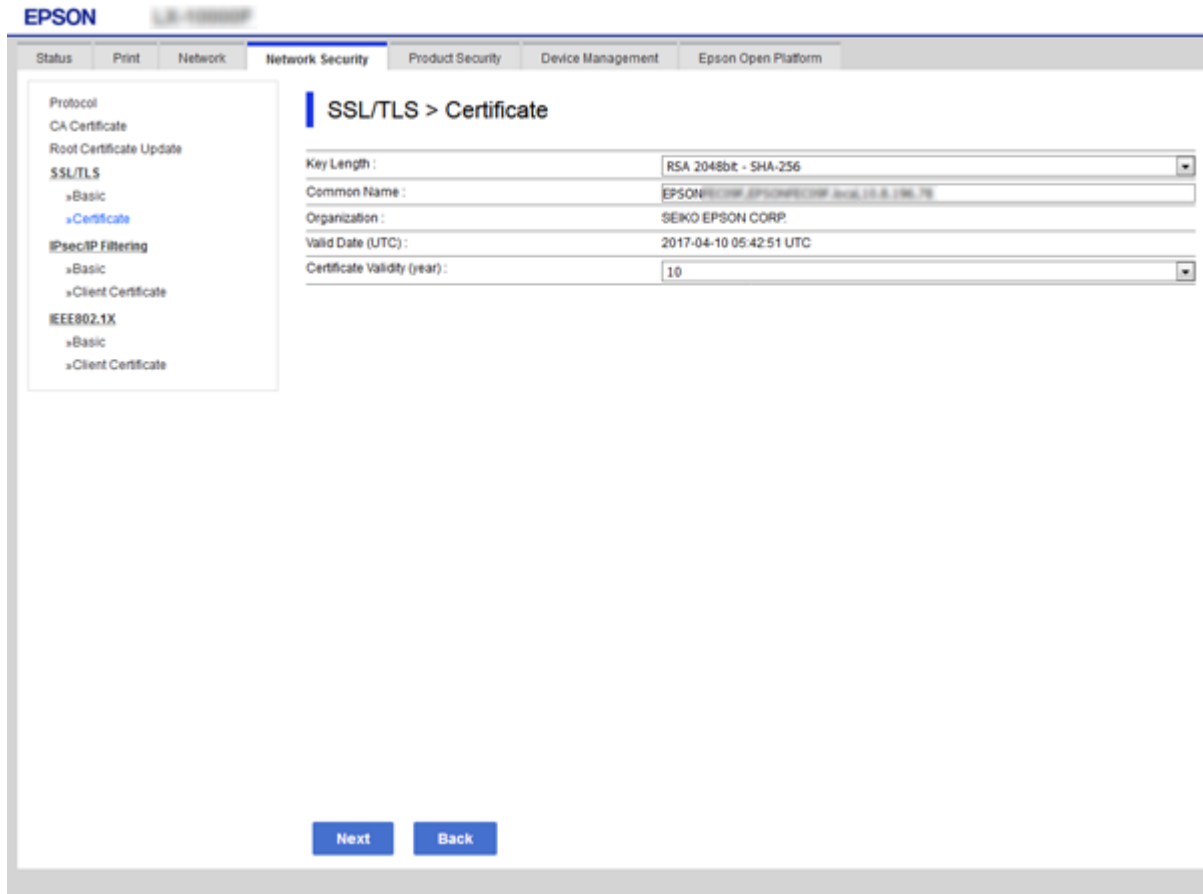 EPSON
Status Print Network Network Security Product Security Device Management Epson Open Platform
Protocol
CA Certificate
Root Certificate Update
SSL/TLS
»Basic
»Certificate
IPsec/IP Filtering
»Basic
»Client Certificate
IEEE802.1X
»Basic
»Client Certificate
SSL/TLS > Certificate
Key Length : RSA 2048bit - SHA-256
Common Name : EPSON
Organization : SEIKO EPSON CORP.
Valid Date (UTC) : 2017-04-10 05:42:51 UTC
Certificate Validity (year) : 10
Next Back